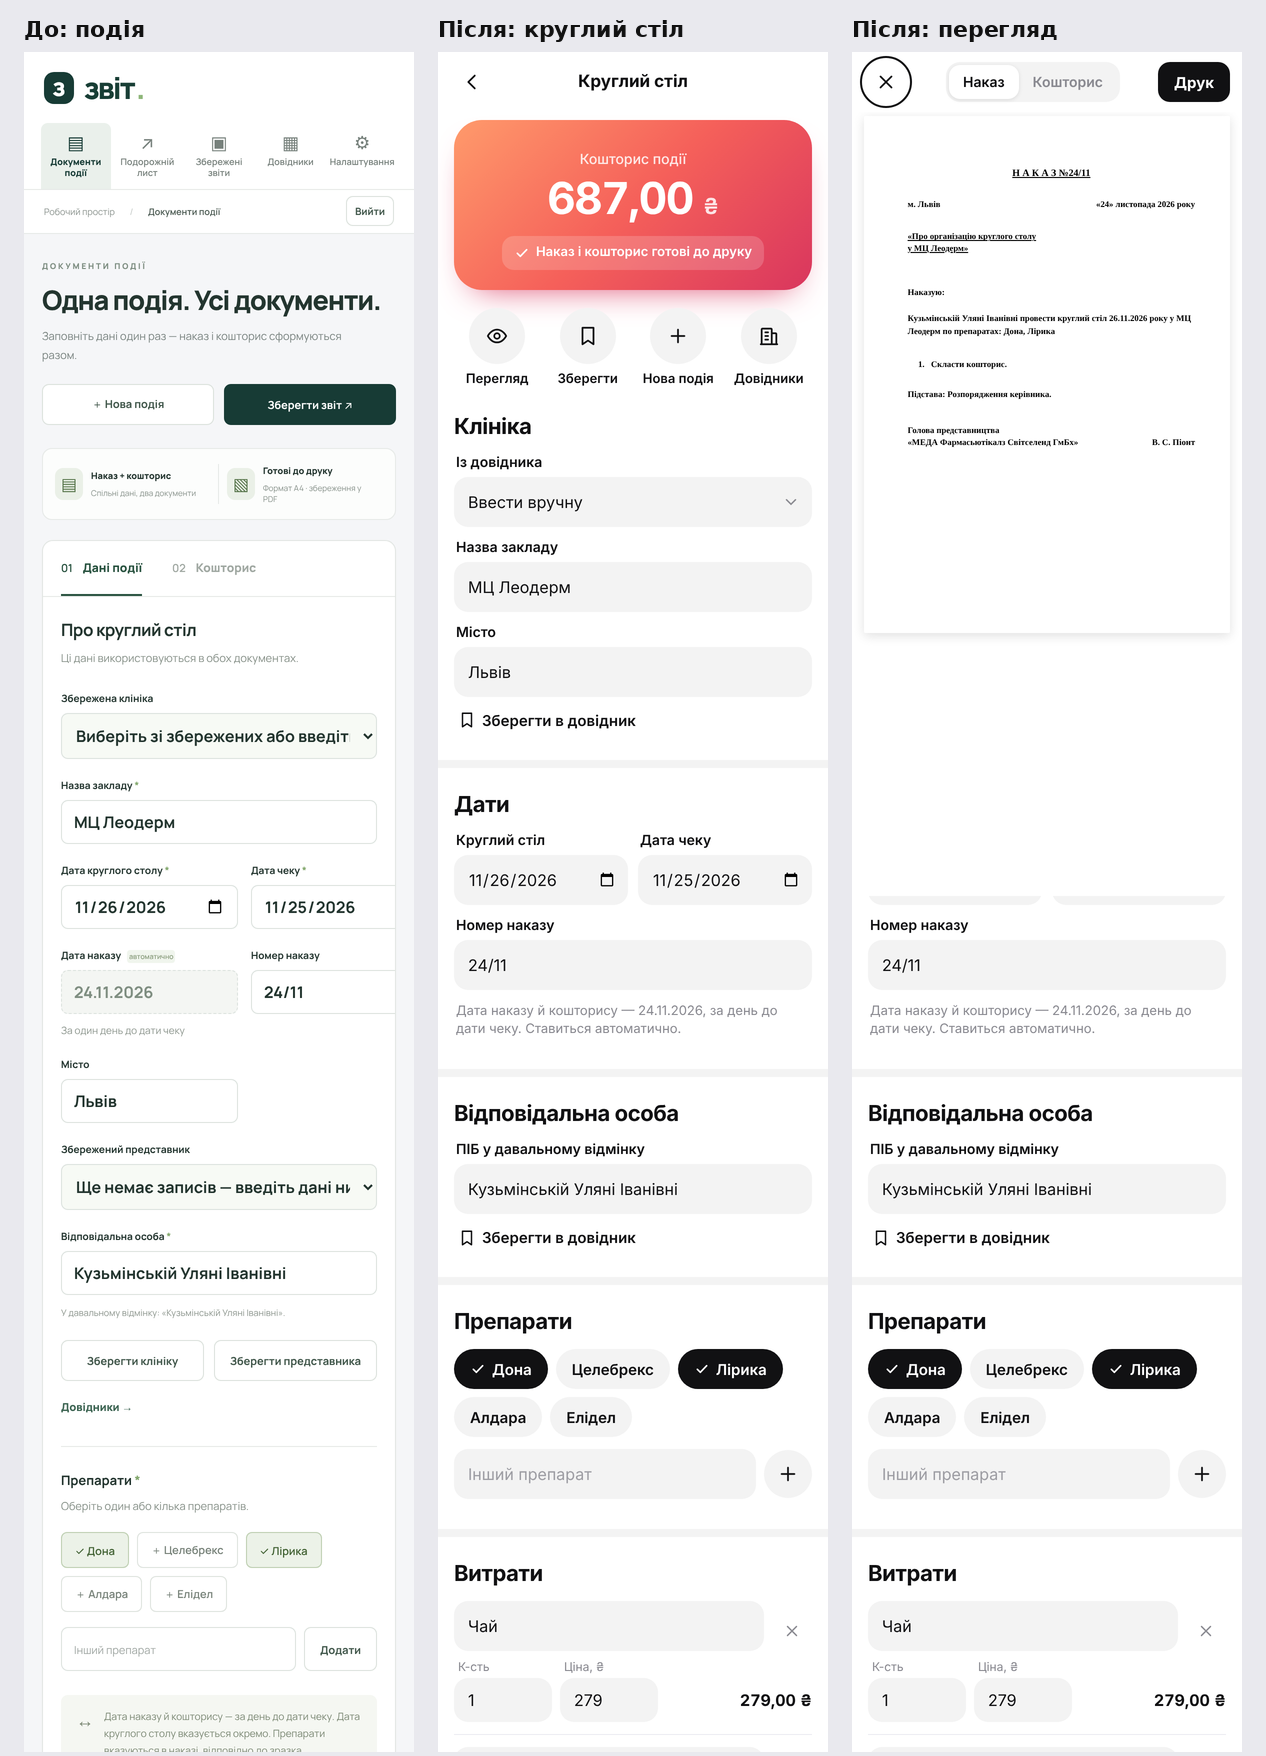 До: подія
З звіт.
Документи події
Подорожній лист
Збережені звіти
Довідники
Налаштування
Робочий простір / Документи події
Вийти
ДОКУМЕНТИ ПОДІЇ
Одна подія. Усі документи.
Заповніть дані один раз — наказ і кошторис сформуються
разом.
+ Нова подія
Зберегти звіт ↗
Наказ + кошторис
Спільні дані, два документи
Готові до друку
Формат A4 · збереження у
PDF
01 Дані події
02 Кошторис
Про круглий стіл
Ці дані використовуються в обох документах.
Збережена клініка
Виберіть зі збережених або введіть
Назва закладу *
МЦ Леодерм
Дата круглого столу *
Дата чеку *
11/26/2026
11/25/2026
Дата наказу автоматично
Номер наказу
24.11.2026
24/11
За один день до дати чеку
Місто
Львів
Збережений представник
Ще немає записів — введіть дані ни
Відповідальна особа *
Кузьмінській Уляні Іванівні
У давальному відмінку: «Кузьмінській Уляні Іванівні».
Зберегти клініку
Зберегти представника
Довідники →
Препарати *
Оберіть один або кілька препаратів.
✓ Дона
+ Целебрекс
✓ Лірика
+ Алдара
+ Елідел
Інший препарат
Додати
↔ Дата наказу й кошторису — за день до дати чеку. Дата
круглого столу вказується окремо. Препарати
вказуються в наказі, відповідно до зразка.
Після: круглий стіл
Круглий стіл
Кошторис події
687,00 ₴
✓ Наказ і кошторис готові до друку
Перегляд
Зберегти
Нова подія
Довідники
Клініка
Із довідника
Ввести вручну
Назва закладу
МЦ Леодерм
Місто
Львів
Зберегти в довідник
Дати
Круглий стіл
Дата чеку
11/26/2026
11/25/2026
Номер наказу
24/11
Дата наказу й кошторису — 24.11.2026, за день до
дати чеку. Ставиться автоматично.
Відповідальна особа
ПІБ у давальному відмінку
Кузьмінській Уляні Іванівні
Зберегти в довідник
Препарати
✓ Дона
Целебрекс
✓ Лірика
Алдара
Елідел
Інший препарат
+
Витрати
Чай
К-сть
Ціна, ₴
1
279
279,00 ₴
Після: перегляд
Наказ
Кошторис
Друк
Н А К А З №24/11
м. Львів
«24» листопада 2026 року
«Про організацію круглого столу
у МЦ Леодерм»
Наказую:
Кузьмінській Уляні Іванівні провести круглий стіл 26.11.2026 року у МЦ
Леодерм по препаратах: Дона, Лірика
1. Скласти кошторис.
Підстава: Розпорядження керівника.
Голова представництва
«МЕДА Фармасьютікалз Світселенд ГмБх»
В. С. Піонт
Номер наказу
24/11
Дата наказу й кошторису — 24.11.2026, за день до
дати чеку. Ставиться автоматично.
Відповідальна особа
ПІБ у давальному відмінку
Кузьмінській Уляні Іванівні
Зберегти в довідник
Препарати
✓ Дона
Целебрекс
✓ Лірика
Алдара
Елідел
Інший препарат
+
Витрати
Чай
К-сть
Ціна, ₴
1
279
279,00 ₴